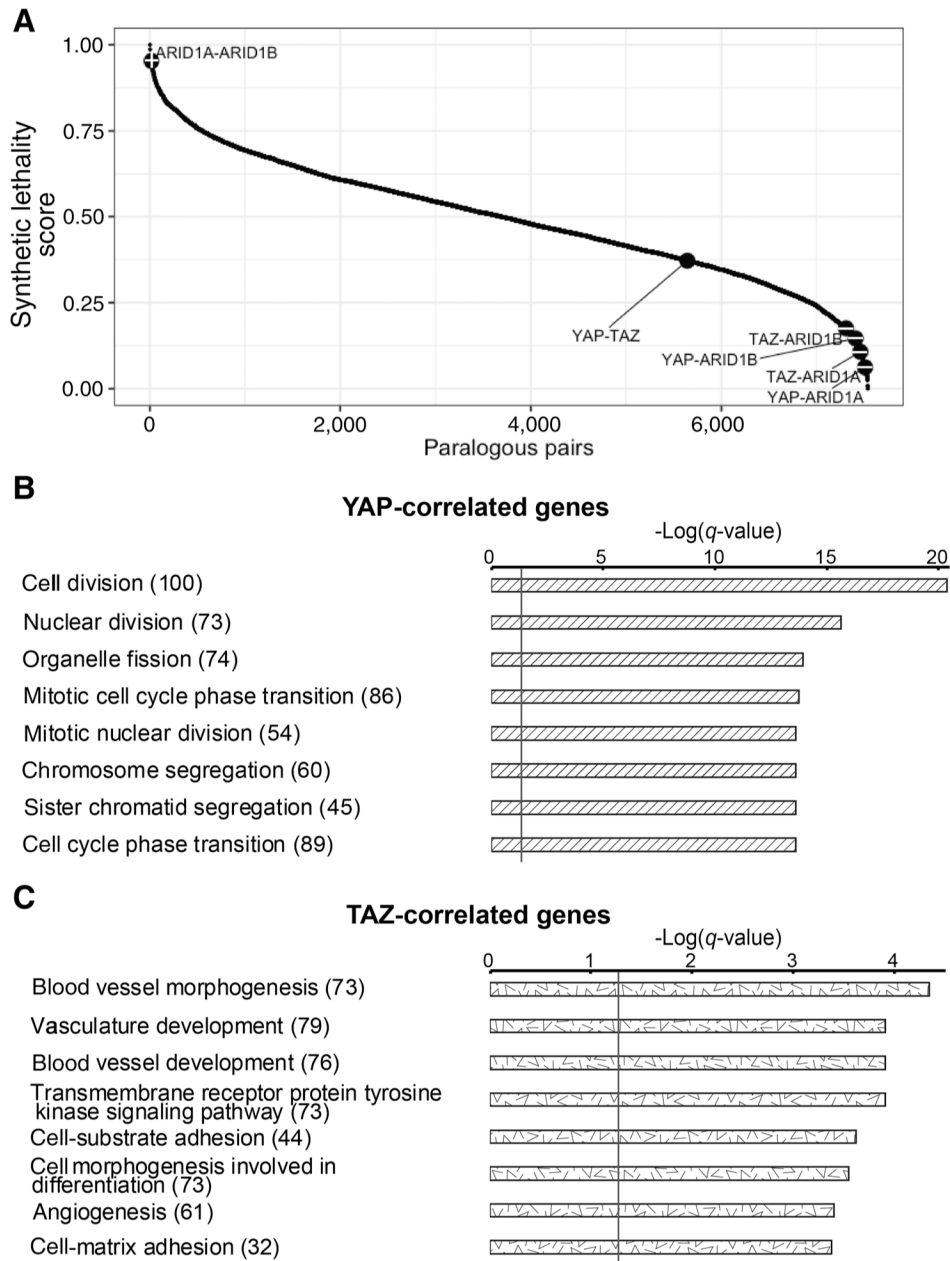 A
Synthetic lethality
score
1.00
0.75
0.50
0.25
0.00
ARID1A-ARID1B
YAP-TAZ
TAZ-ARID1B
YAP-ARID1B
TAZ-ARID1A
YAP-ARID1A
0 2,000 4,000 6,000
Paralogous pairs
B
YAP-correlated genes
-Log(q-value)
0 5 10 15 20
Cell division (100)
Nuclear division (73)
Organelle fission (74)
Mitotic cell cycle phase transition (86)
Mitotic nuclear division (54)
Chromosome segregation (60)
Sister chromatid segregation (45)
Cell cycle phase transition (89)
C
TAZ-correlated genes
-Log(q-value)
0 1 2 3 4
Blood vessel morphogenesis (73)
Vasculature development (79)
Blood vessel development (76)
Transmembrane receptor protein tyrosine
kinase signaling pathway (73)
Cell-substrate adhesion (44)
Cell morphogenesis involved in
differentiation (73)
Angiogenesis (61)
Cell-matrix adhesion (32)